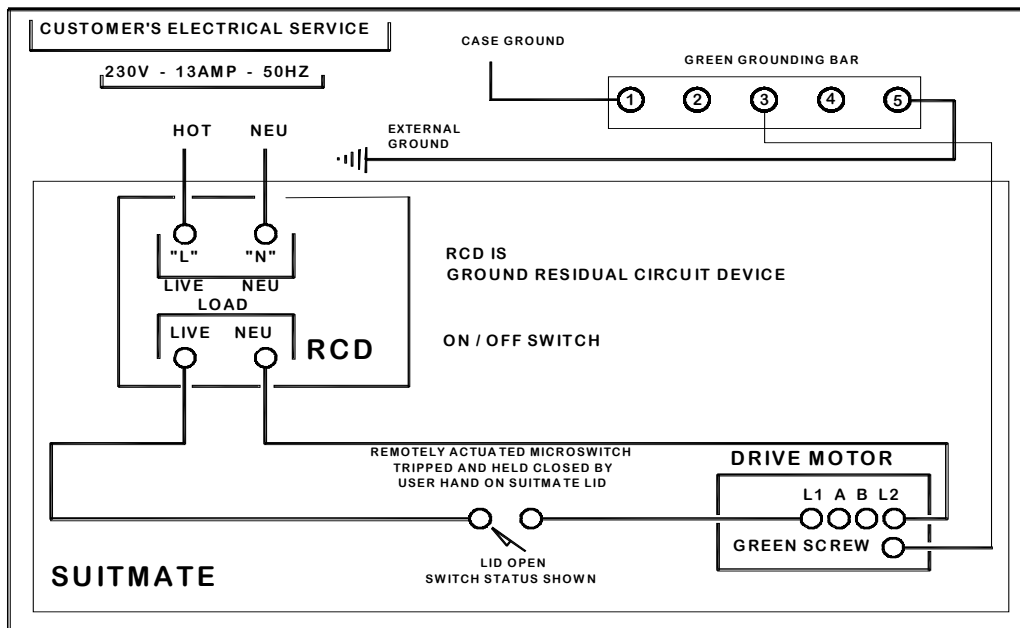 CUSTOMER'S ELECTRICAL SERVICE
230V - 13AMP - 50HZ
CASE GROUND
GREEN GROUNDING BAR
1 2 3 4 5
HOT NEU
EXTERNAL
GROUND
"L" "N"
LIVE NEU
LOAD
LIVE NEU
RCD
RCD IS
GROUND RESIDUAL CIRCUIT DEVICE
ON / OFF SWITCH
REMOTELY ACTUATED MICROSWITCH
TRIPPED AND HELD CLOSED BY
USER HAND ON SUITMATE LID
DRIVE MOTOR
L1 A B L2
GREEN SCREW
LID OPEN
SWITCH STATUS SHOWN
SUITMATE